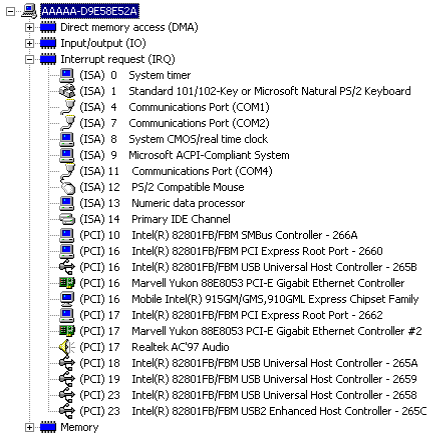 AAAAA-D9E58E52A
Direct memory access (DMA)
Input/output (IO)
Interrupt request (IRQ)
(ISA) 0 System timer
(ISA) 1 Standard 101/102-Key or Microsoft Natural PS/2 Keyboard
(ISA) 4 Communications Port (COM1)
(ISA) 7 Communications Port (COM2)
(ISA) 8 System CMOS/real time clock
(ISA) 9 Microsoft ACPI-Compliant System
(ISA) 11 Communications Port (COM4)
(ISA) 12 PS/2 Compatible Mouse
(ISA) 13 Numeric data processor
(ISA) 14 Primary IDE Channel
(PCI) 10 Intel(R) 82801FB/FBM SMBus Controller - 266A
(PCI) 16 Intel(R) 82801FB/FBM PCI Express Root Port - 2660
(PCI) 16 Intel(R) 82801FB/FBM USB Universal Host Controller - 265B
(PCI) 16 Marvell Yukon 88E8053 PCI-E Gigabit Ethernet Controller
(PCI) 16 Mobile Intel(R) 915GM/GMS,910GML Express Chipset Family
(PCI) 17 Intel(R) 82801FB/FBM PCI Express Root Port - 2662
(PCI) 17 Marvell Yukon 88E8053 PCI-E Gigabit Ethernet Controller #2
(PCI) 17 Realtek AC'97 Audio
(PCI) 18 Intel(R) 82801FB/FBM USB Universal Host Controller - 265A
(PCI) 19 Intel(R) 82801FB/FBM USB Universal Host Controller - 2659
(PCI) 23 Intel(R) 82801FB/FBM USB Universal Host Controller - 2658
(PCI) 23 Intel(R) 82801FB/FBM USB2 Enhanced Host Controller - 265C
Memory